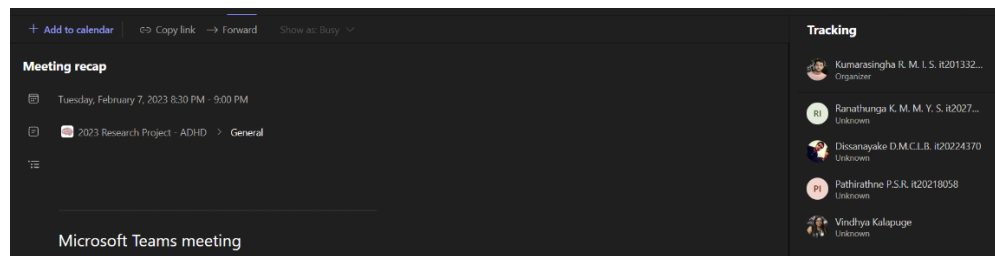 + Add to calendar Copy link → Forward Show as: Busy
Meeting recap
Tuesday, February 7, 2023 8:30 PM - 9:00 PM
2023 Research Project - ADHD > General
Microsoft Teams meeting
Tracking
Kumarasingha R. M. I. S. it201332...
Organizer
RI Ranathunga K. M. M. Y. S. it2027...
Unknown
Dissanayake D.M.C.L.B. it20224370
Unknown
PI Pathirathne P.S.R. it20218058
Unknown
Vindhya Kalapuge
Unknown